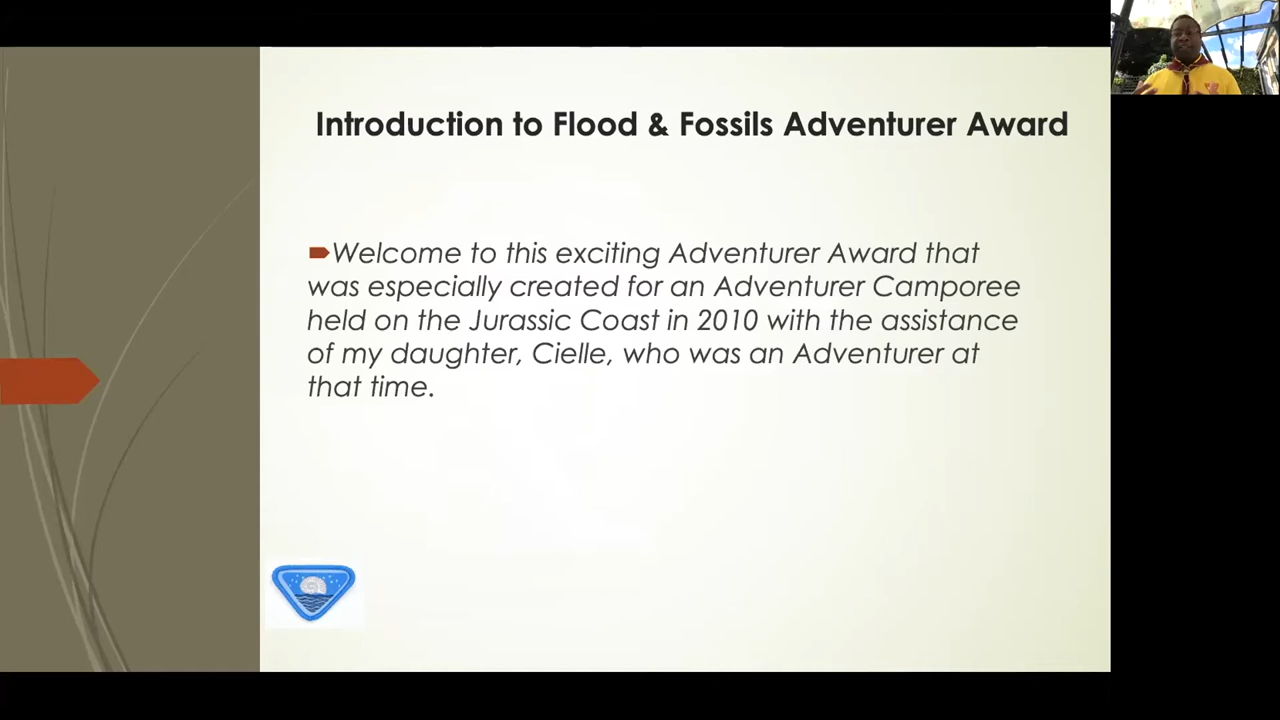 Introduction to Flood & Fossils Adventurer Award
Welcome to this exciting Adventurer Award that
was especially created for an Adventurer Camporee
held on the Jurassic Coast in 2010 with the assistance
of my daughter, Cielle, who was an Adventurer at
that time.